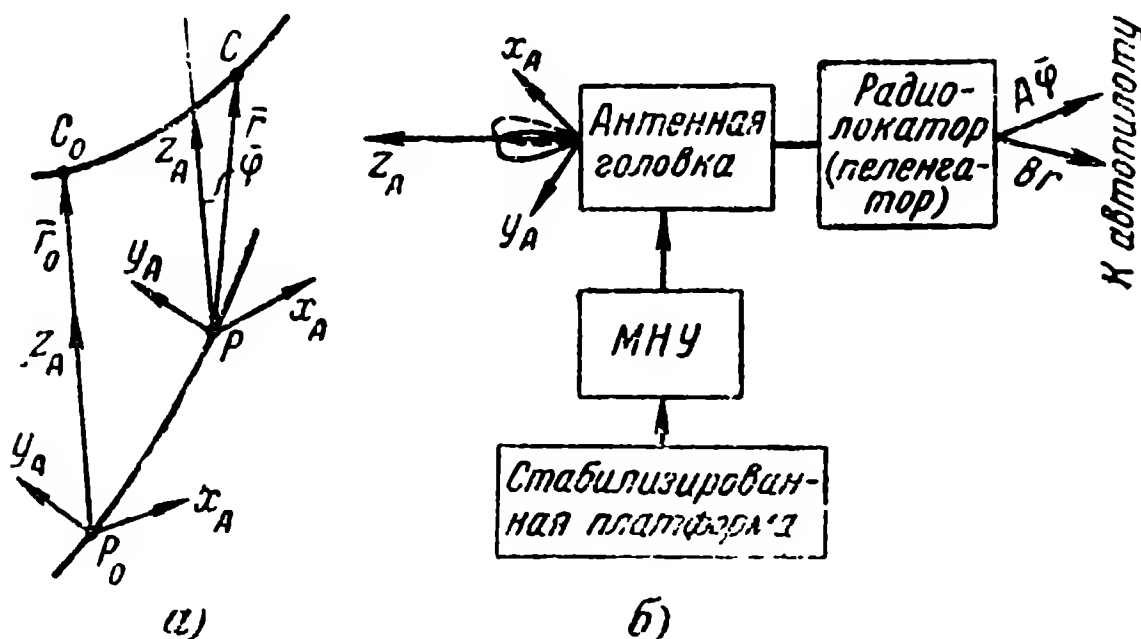 C
C₀
r̄
φ̄
z_A
r̄₀
y_A
x_A
P
z_A
y_A
x_A
P₀
а)
x_A
z_A
y_A
Антенная
головка
Радио-
локатор
(пеленга-
тор)
Aφ̄
Br
К автопилоту
МНУ
Стабилизирован-
ная платформа
б)